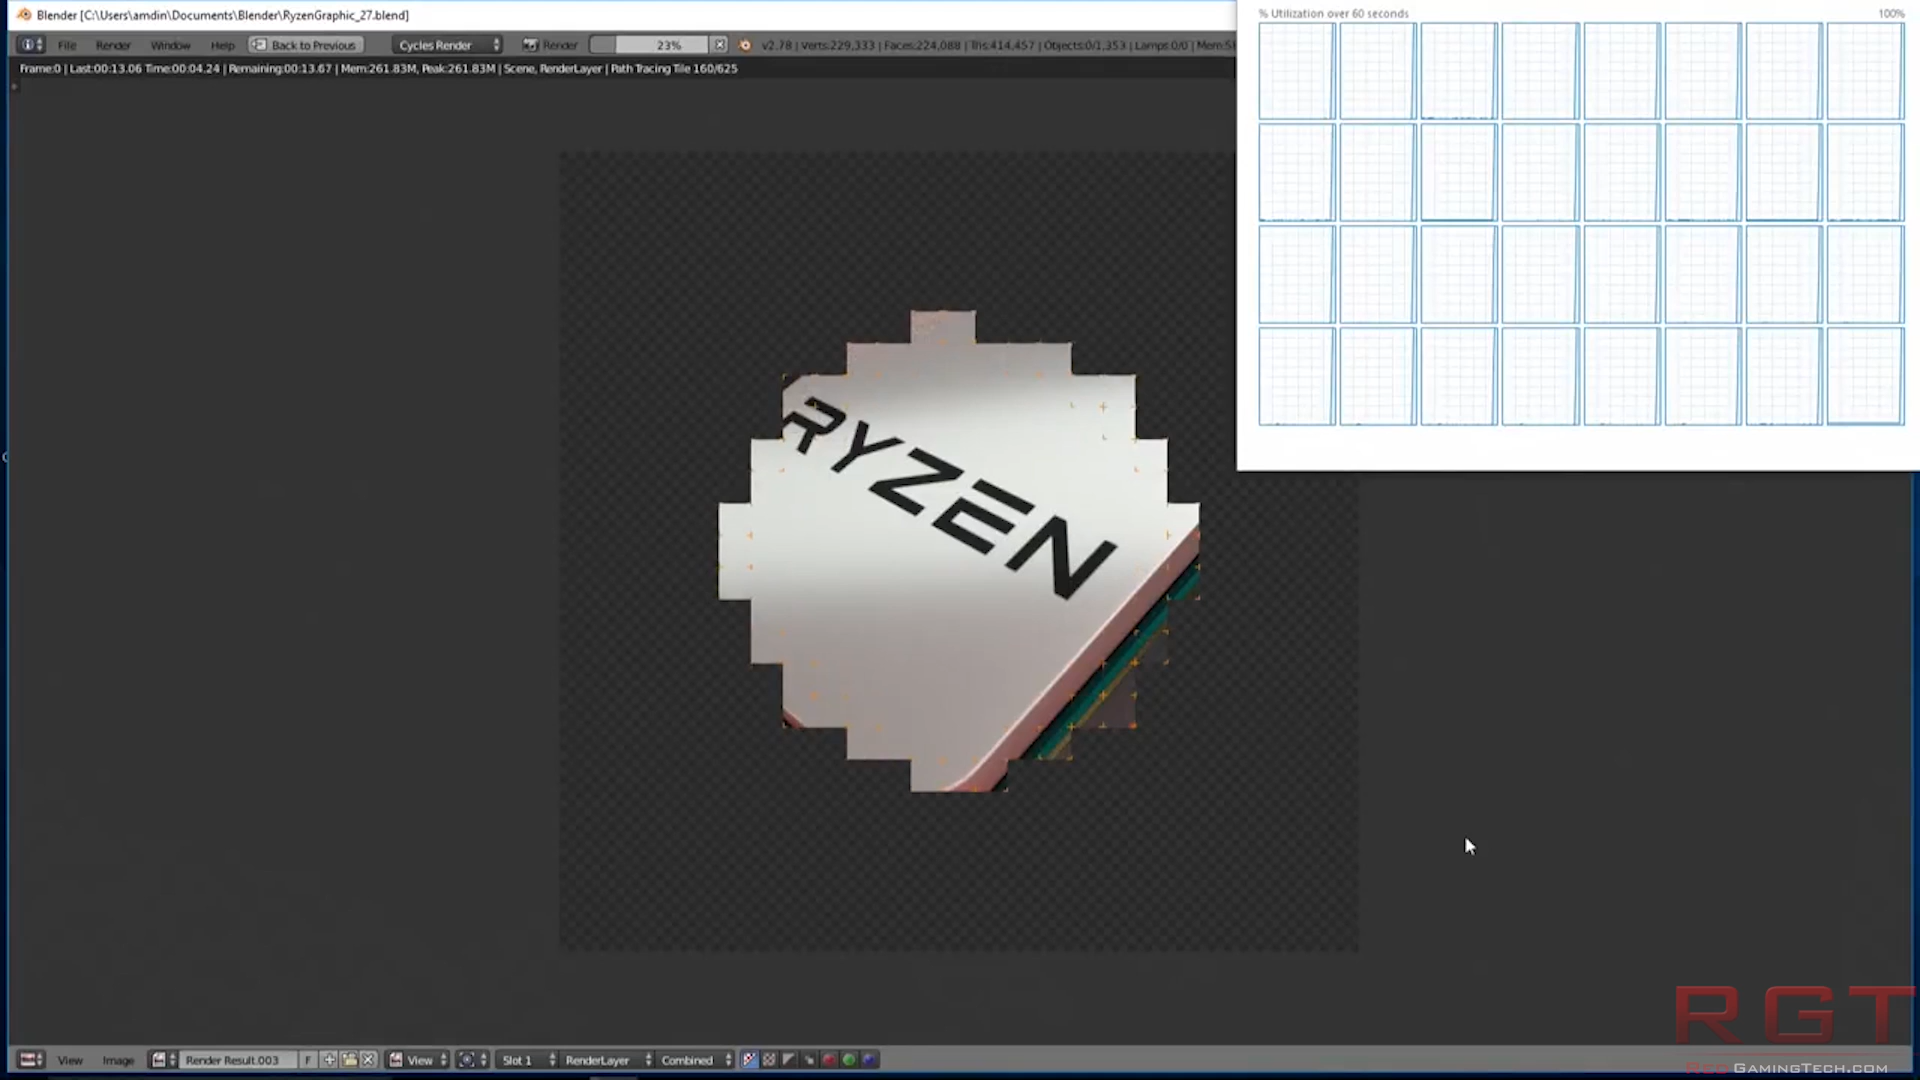 Blender [C:\Users\amdin\Documents\Blender\RyzenGraphic_27.blend]
% Utilization over 60 seconds 100%
File Render Window Help Back to Previous Cycles Render Render 23% v2.78 | Verts:229,333 | Faces:224,088 | Tris:414,457 | Objects:0/1,353 | Lamps:0/0 | Mem:5
Frame:0 | Last:00:13.06 Time:00:04.24 | Remaining:00:13.67 | Mem:261.83M, Peak:261.83M | Scene, RenderLayer | Path Tracing Tile 160/625
RYZEN
RGT
RED GAMINGTECH.COM
View Image Render Result.003 F View Slot 1 RenderLayer Combined